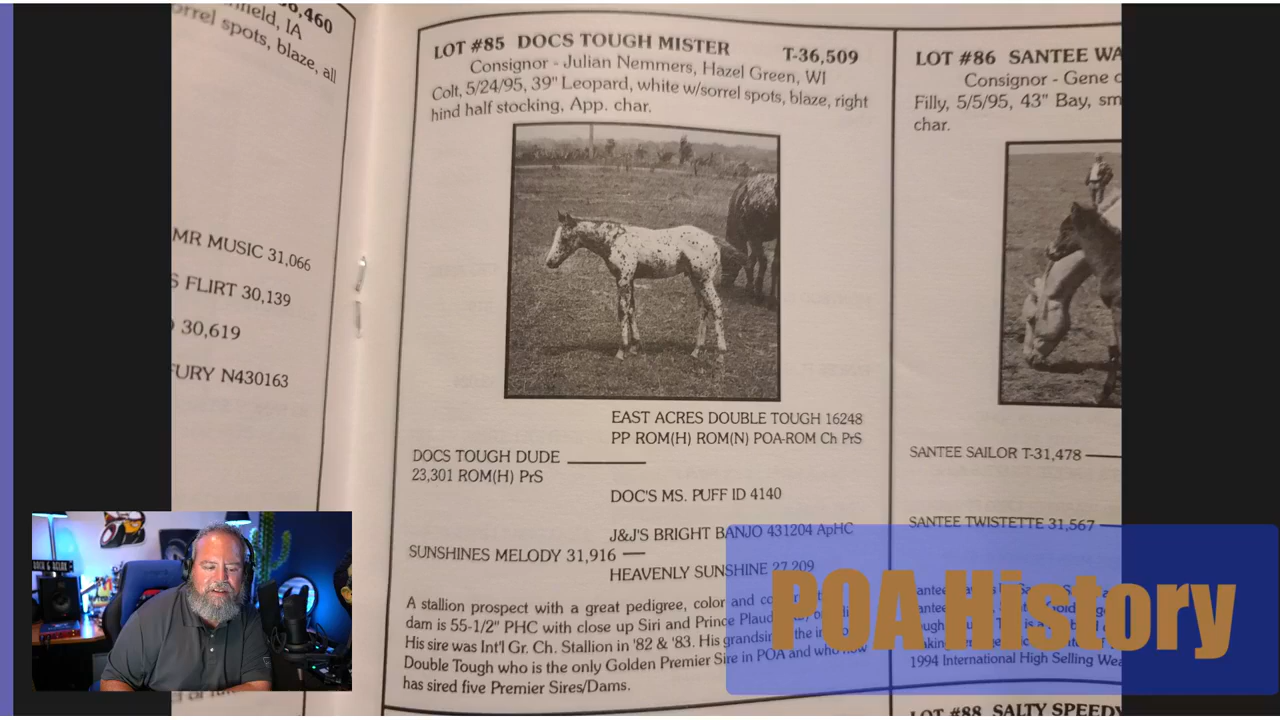 6,460
nfield, IA
orrel spots, blaze, all
MR MUSIC 31,066
S FLIRT 30,139
30,619
FURY N430163
LOT #85 DOCS TOUGH MISTER T-36,509
Consignor - Julian Nemmers, Hazel Green, WI
Colt, 5/24/95, 39" Leopard, white w/sorrel spots, blaze, right
hind half stocking, App. char.
EAST ACRES DOUBLE TOUGH 16248
PP ROM(H) ROM(N) POA-ROM Ch PrS
DOCS TOUGH DUDE
23,301 ROM(H) PrS
DOC'S MS. PUFF ID 4140
J&J'S BRIGHT BANJO 431204 ApHC
SUNSHINES MELODY 31,916
HEAVENLY SUNSHINE 27,209
A stallion prospect with a great pedigree, color and
dam is 55-1/2" PHC with close up Siri and Prince Plaud
His sire was Int'l Gr. Ch. Stallion in '82 & '83. His grandsire the
Double Tough who is the only Golden Premier Sire in POA and who now
has sired five Premier Sires/Dams.
LOT #86 SANTEE WA
Consignor - Gene
Filly, 5/5/95, 43" Bay, sm
char.
SANTEE SAILOR T-31,478
SANTEE TWISTETTE 31,567
1994 International High Selling Wea
LOT #88 SALTY SPEEDY
POA History